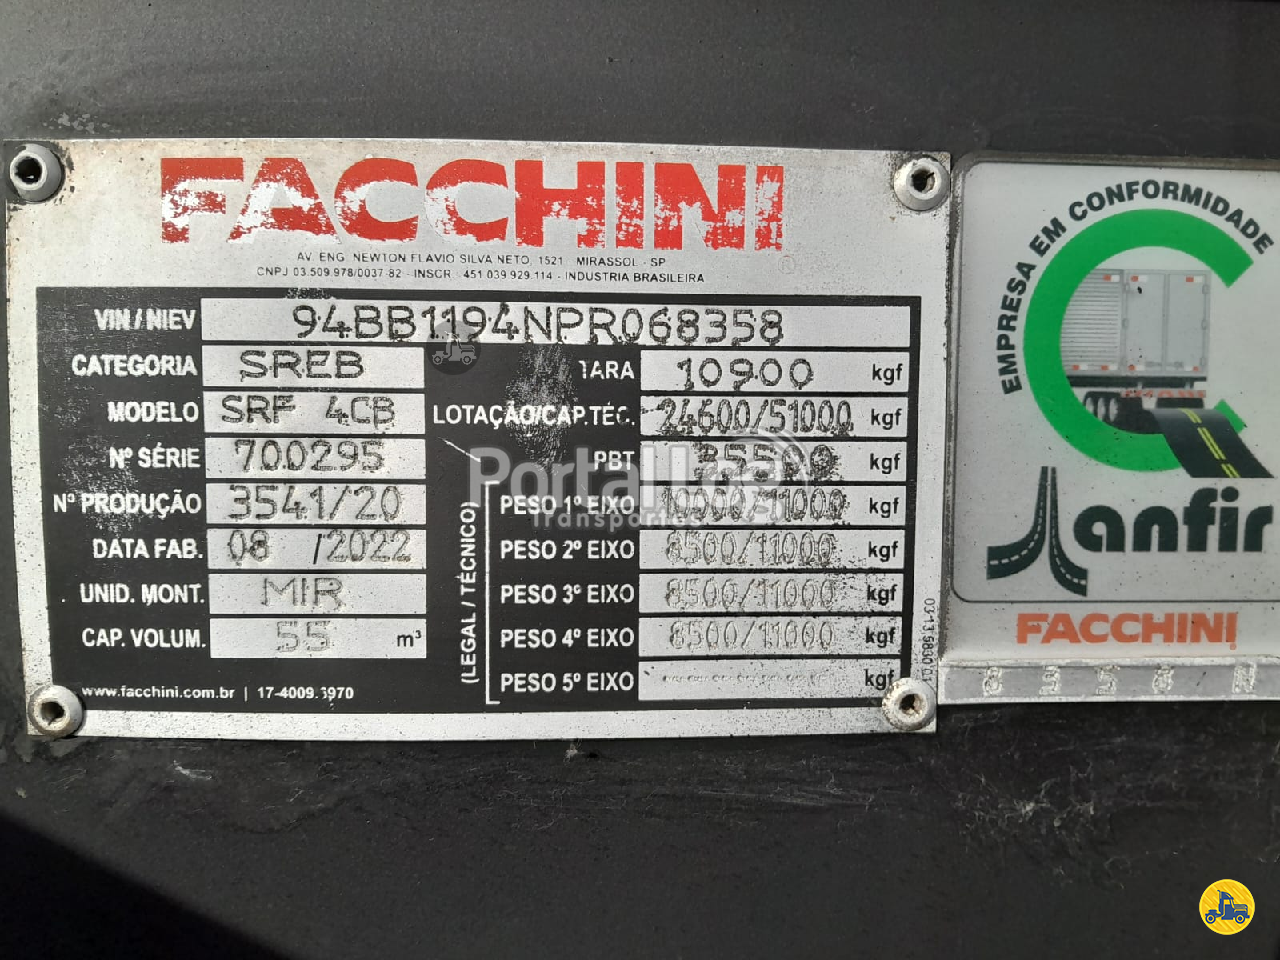 FACCHINI
AV. ENG. NEWTON FLAVIO SILVA NETO, 1521 - MIRASSOL - SP
CNPJ 03.509.978/0037-82 - INSCR. 451.039.929.114 - INDUSTRIA BRASILEIRA
VIN / NIEV 94BB1194NPR068358
CATEGORIA SREB
MODELO SRF 4CB
Nº SÉRIE 700295
Nº PRODUÇÃO 3541/20
DATA FAB. 08 /2022
UNID. MONT. MIR
CAP. VOLUM. 55 m³
www.facchini.com.br | 17-4009.3970
TARA 10900 kgf
LOTAÇÃO/CAP.TÉC. 24600/51000 kgf
PBT 35500 kgf
(LEGAL / TÉCNICO)
PESO 1º EIXO 10000/11000 kgf
PESO 2º EIXO 8500/11000 kgf
PESO 3º EIXO 8500/11000 kgf
PESO 4º EIXO 8500/11000 kgf
PESO 5º EIXO kgf
Transportes
EMPRESA EM CONFORMIDADE
anfir
FACCHINI